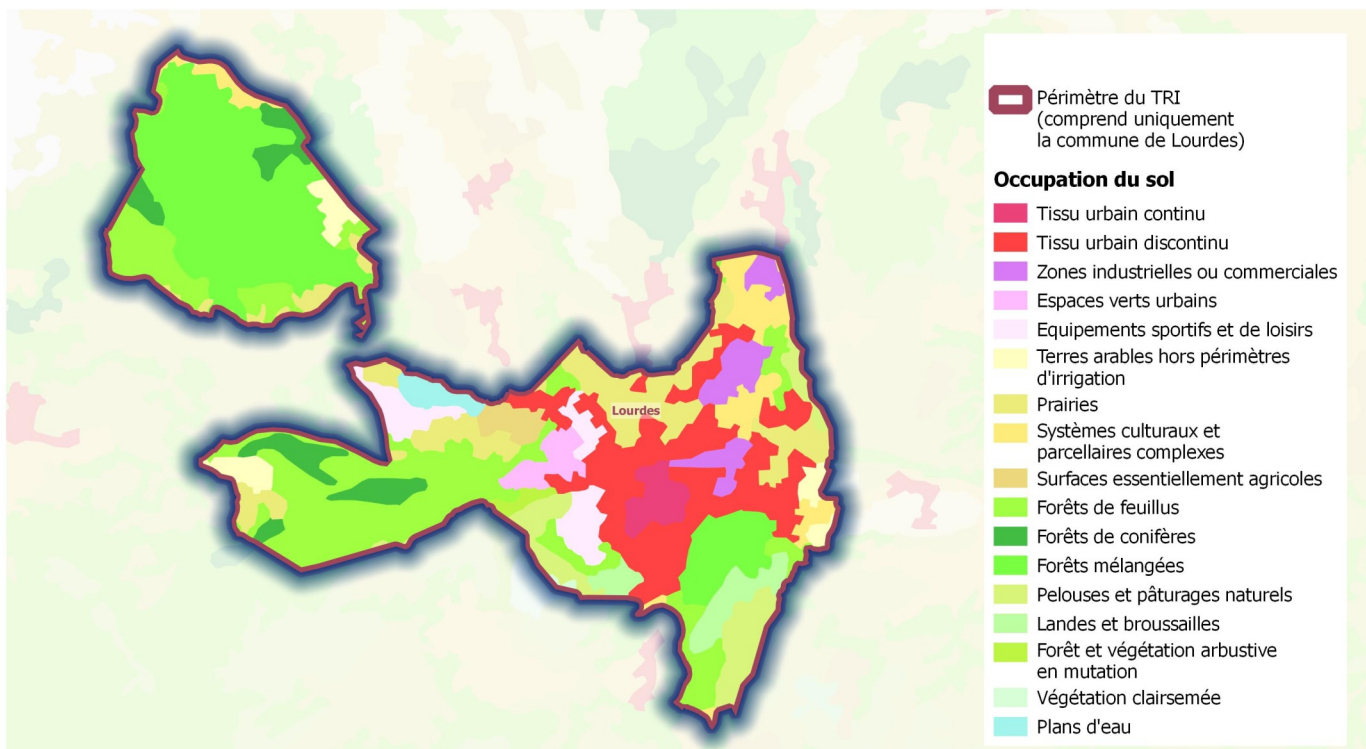 Périmètre du TRI
(comprend uniquement
la commune de Lourdes)
Occupation du sol
Tissu urbain continu
Tissu urbain discontinu
Zones industrielles ou commerciales
Espaces verts urbains
Equipements sportifs et de loisirs
Terres arables hors périmètres
d'irrigation
Prairies
Systèmes culturaux et
parcellaires complexes
Surfaces essentiellement agricoles
Forêts de feuillus
Forêts de conifères
Forêts mélangées
Pelouses et pâturages naturels
Landes et broussailles
Forêt et végétation arbustive
en mutation
Végétation clairsemée
Plans d'eau
Lourdes